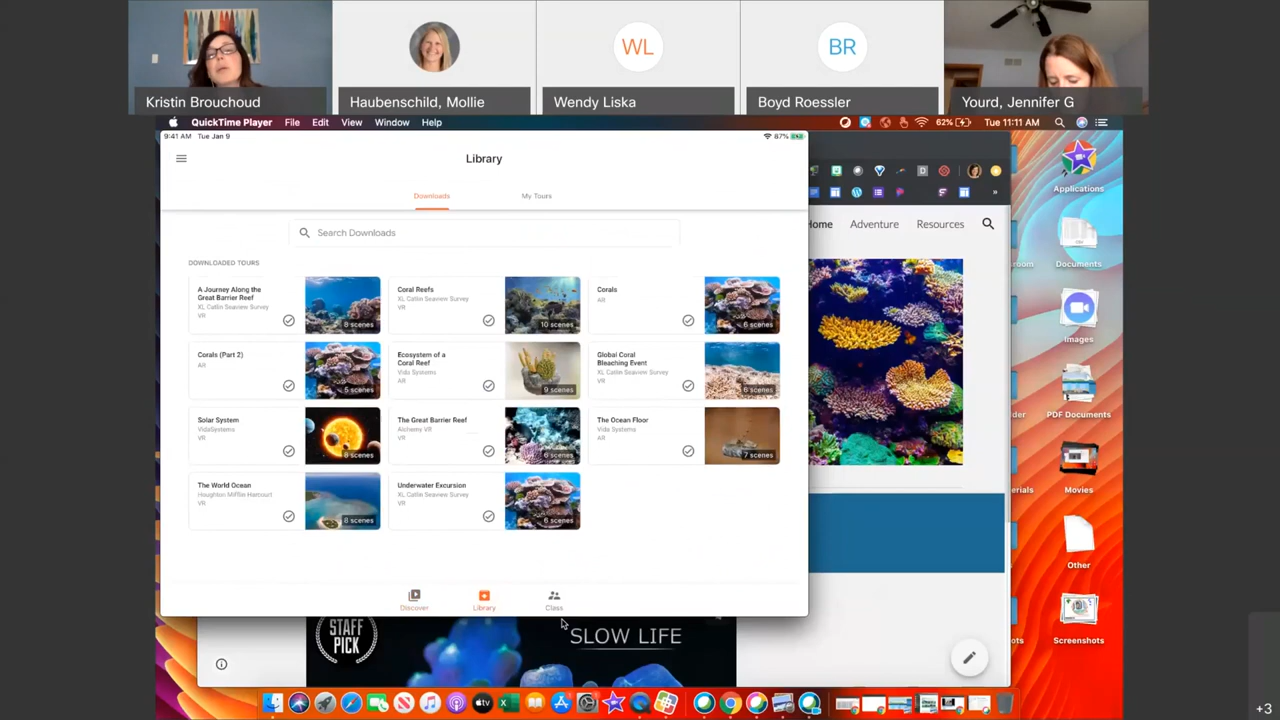 WL
BR
Kristin Brouchoud
Haubenschild, Mollie
Wendy Liska
Boyd Roessler
Yourd, Jennifer G
QuickTime Player File Edit View Window Help
62%
Tue 11:11 AM
9:41 AM Tue Jan 9
87%
Library
Downloads
My Tours
Search Downloads
DOWNLOADED TOURS
A Journey Along the
Great Barrier Reef
XL Catlin Seaview Survey
VR
8 scenes
Coral Reefs
XL Catlin Seaview Survey
VR
10 scenes
Corals
AR
6 scenes
Corals (Part 2)
AR
5 scenes
Ecosystem of a
Coral Reef
Vida Systems
AR
9 scenes
Global Coral
Bleaching Event
XL Catlin Seaview Survey
VR
6 scenes
Solar System
VidaSystems
VR
8 scenes
The Great Barrier Reef
Alchemy VR
VR
6 scenes
The Ocean Floor
Vida Systems
AR
7 scenes
The World Ocean
Houghton Mifflin Harcourt
VR
8 scenes
Underwater Excursion
XL Catlin Seaview Survey
VR
6 scenes
Discover
Library
Class
Home Adventure Resources
Applications
Documents
Images
PDF Documents
Movies
Other
Screenshots
STAFF
PICK
SLOW LIFE
tv
+3